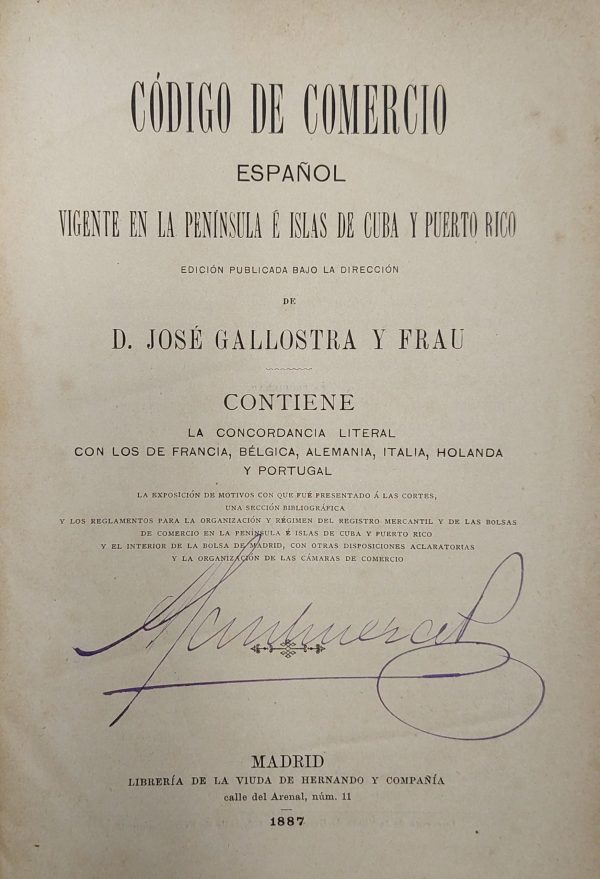 CÓDIGO DE COMERCIO
ESPAÑOL
VIGENTE EN LA PENÍNSULA É ISLAS DE CUBA Y PUERTO RICO
EDICIÓN PUBLICADA BAJO LA DIRECCIÓN
DE
D. JOSÉ GALLOSTRA Y FRAU
CONTIENE
LA CONCORDANCIA LITERAL
CON LOS DE FRANCIA, BÉLGICA, ALEMANIA, ITALIA, HOLANDA
Y PORTUGAL
LA EXPOSICIÓN DE MOTIVOS CON QUE FUÉ PRESENTADO Á LAS CORTES,
UNA SECCIÓN BIBLIOGRÁFICA
Y LOS REGLAMENTOS PARA LA ORGANIZACIÓN Y RÉGIMEN DEL REGISTRO MERCANTIL Y DE LAS BOLSAS
DE COMERCIO EN LA PENÍNSULA É ISLAS DE CUBA Y PUERTO RICO
Y EL INTERIOR DE LA BOLSA DE MADRID, CON OTRAS DISPOSICIONES ACLARATORIAS
Y LA ORGANIZACIÓN DE LAS CÁMARAS DE COMERCIO
MADRID
LIBRERÍA DE LA VIUDA DE HERNANDO Y COMPAÑÍA
calle del Arenal, núm. 11
1887